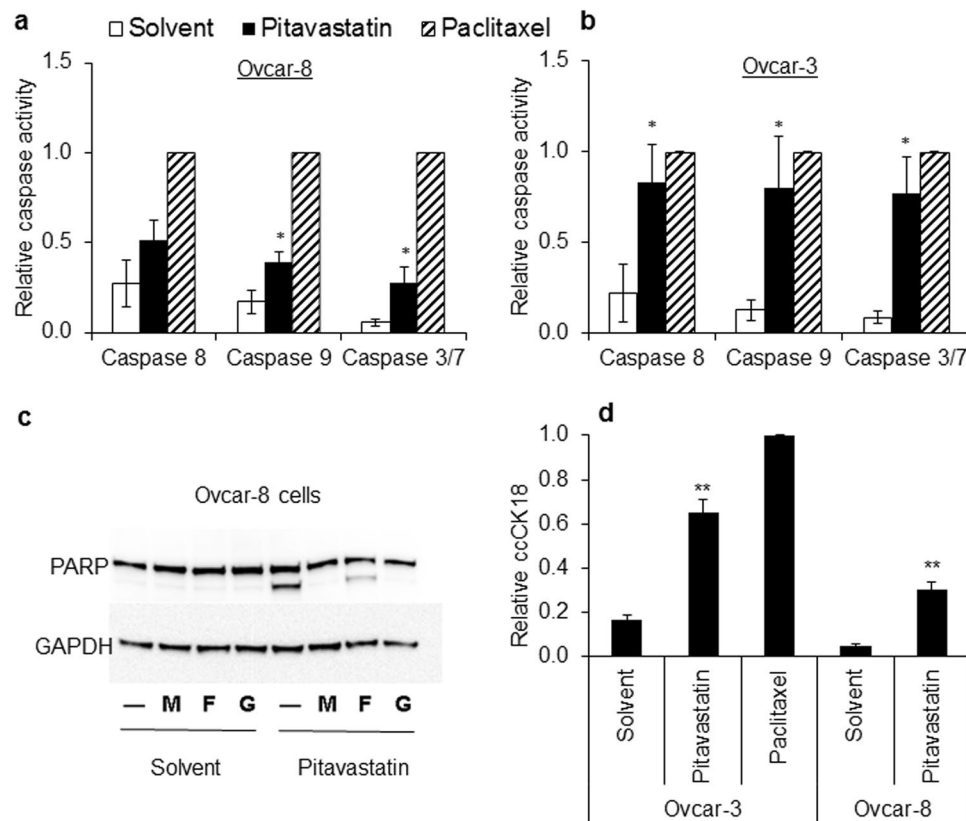 a
Solvent Pitavastatin Paclitaxel
b
Ovcar-8
Relative caspase activity
1.5
1.0
0.5
0.0
* *
Caspase 8 Caspase 9 Caspase 3/7
Ovcar-3
Relative caspase activity
1.5
1.0
0.5
0.0
* * *
Caspase 8 Caspase 9 Caspase 3/7
c
Ovcar-8 cells
PARP
GAPDH
— M F G — M F G
Solvent Pitavastatin
d
Relative ccCK18
1.0
0.8
0.6
0.4
0.2
0.0
** **
Solvent
Pitavastatin
Paclitaxel
Solvent
Pitavastatin
Ovcar-3 Ovcar-8